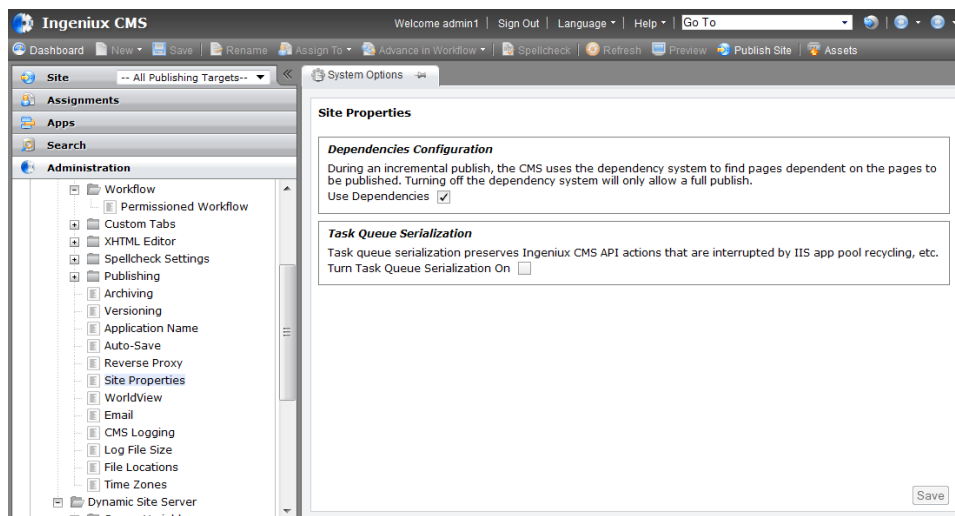 Ingeniux CMS
Welcome admin1 | Sign Out | Language | Help | Go To
Dashboard New Save | Rename Assign To Advance in Workflow | Spellcheck | Refresh Preview Publish Site | Assets
Site -- All Publishing Targets--
System Options
Assignments
Apps
Search
Administration
Workflow
Permissioned Workflow
Custom Tabs
XHTML Editor
Spellcheck Settings
Publishing
Archiving
Versioning
Application Name
Auto-Save
Reverse Proxy
Site Properties
WorldView
Email
CMS Logging
Log File Size
File Locations
Time Zones
Dynamic Site Server
Site Properties
Dependencies Configuration
During an incremental publish, the CMS uses the dependency system to find pages dependent on the pages to
be published. Turning off the dependency system will only allow a full publish.
Use Dependencies
Task Queue Serialization
Task queue serialization preserves Ingeniux CMS API actions that are interrupted by IIS app pool recycling, etc.
Turn Task Queue Serialization On
Save